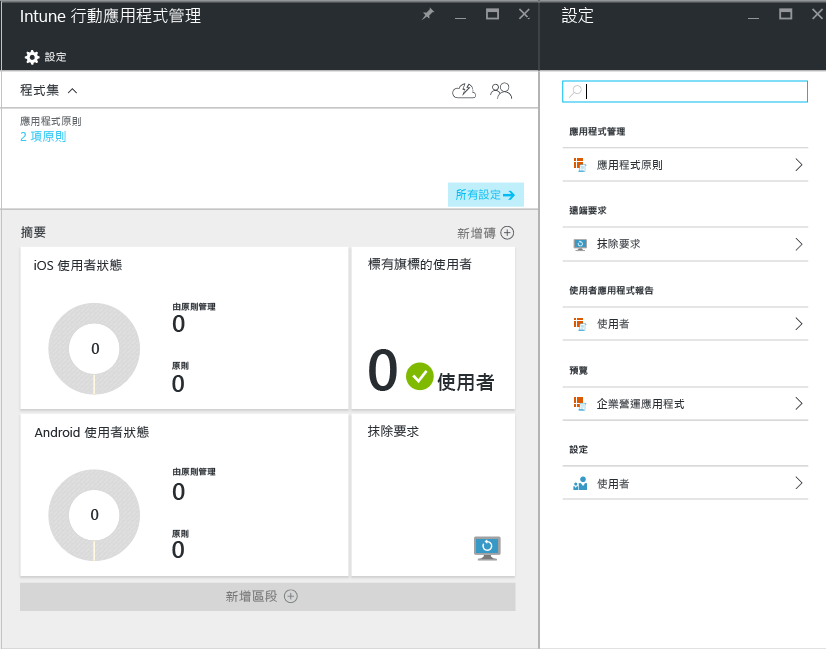 Intune 行動應用程式管理
設定
程式集
應用程式原則
2 項原則
所有設定
摘要
新增磚
iOS 使用者狀態
0
由原則管理
0
原則
0
標有旗標的使用者
0
使用者
Android 使用者狀態
0
由原則管理
0
原則
0
抹除要求
新增區段
設定
應用程式管理
應用程式原則
遠端要求
抹除要求
使用者應用程式報告
使用者
預覽
企業營運應用程式
設定
使用者